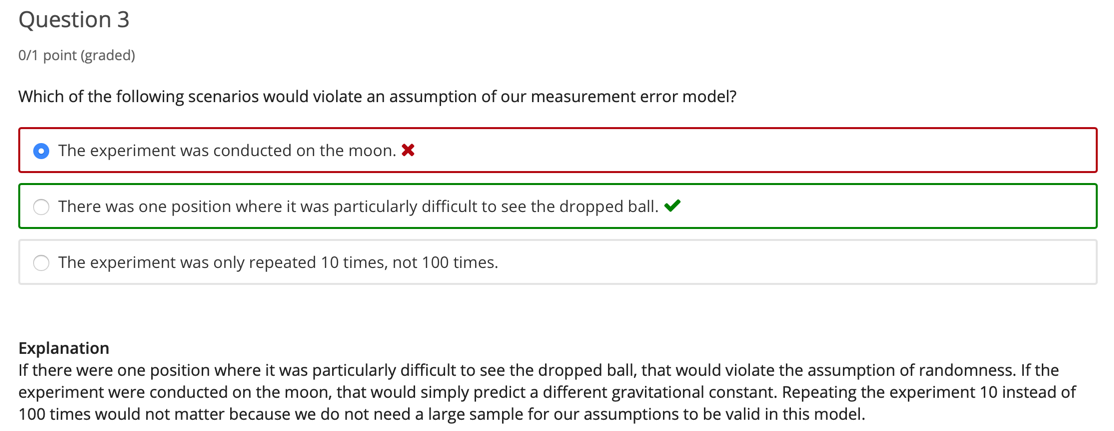 Question 3
0/1 point (graded)
Which of the following scenarios would violate an assumption of our measurement error model?
The experiment was conducted on the moon.
There was one position where it was particularly difficult to see the dropped ball.
The experiment was only repeated 10 times, not 100 times.
Explanation
If there were one position where it was particularly difficult to see the dropped ball, that would violate the assumption of randomness. If the
experiment were conducted on the moon, that would simply predict a different gravitational constant. Repeating the experiment 10 instead of
100 times would not matter because we do not need a large sample for our assumptions to be valid in this model.